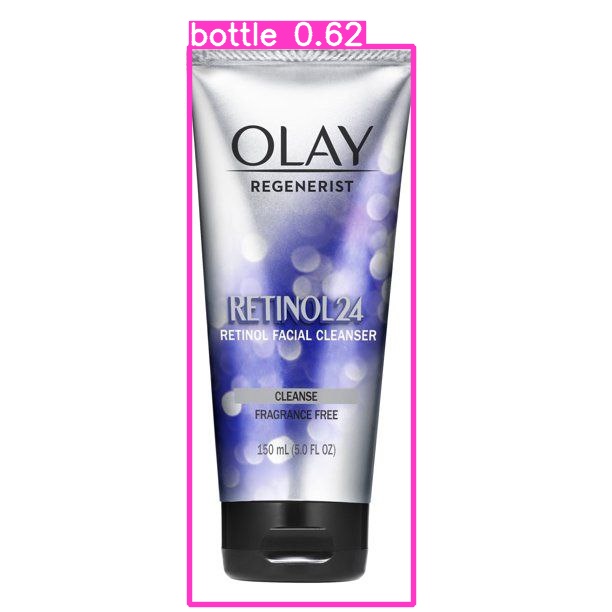 bottle 0.62
OLAY
REGENERIST
RETINOL24
RETINOL FACIAL CLEANSER
CLEANSE
FRAGRANCE FREE
150 mL (5.0 FL OZ)